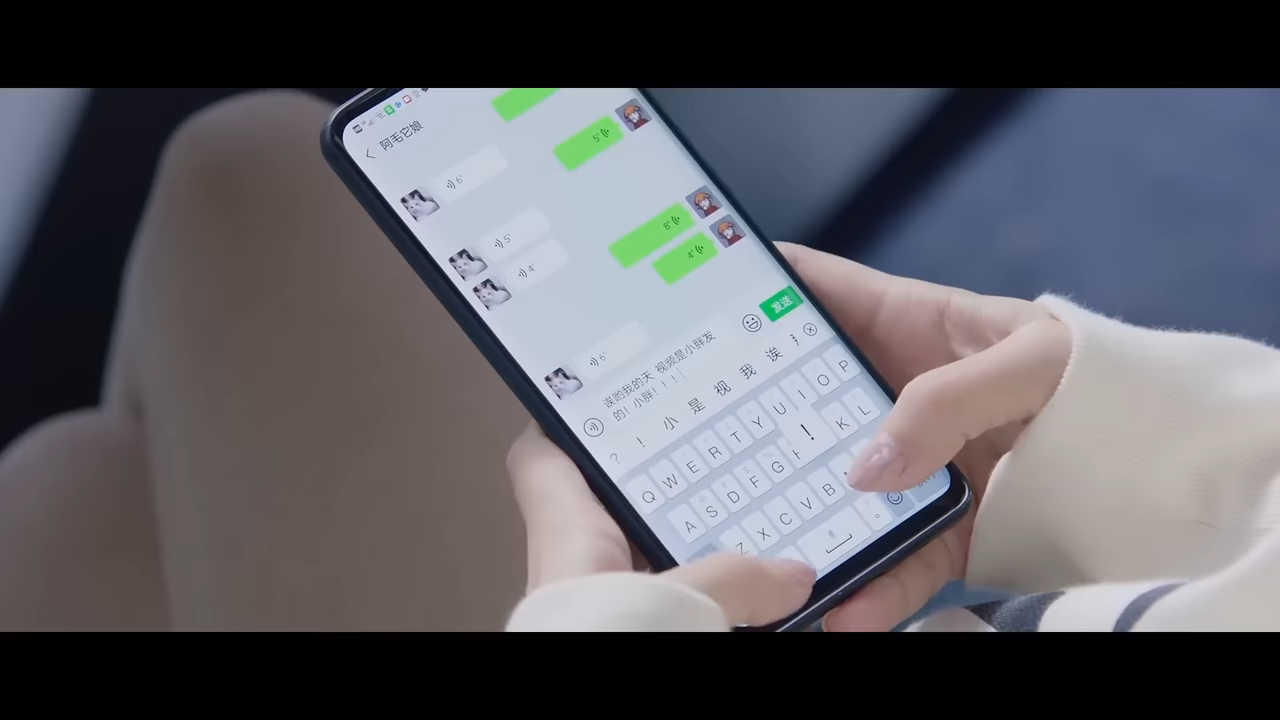 阿毛它娘
5"
6"
8"
5"
4"
4"
6"
发送
诶哟我的天 视频是小胖发
的！小胖！！！
？ ！ 小 是 视 我 诶
Q W E R T Y U I O P
A S D F G ! K L
Z X C V B